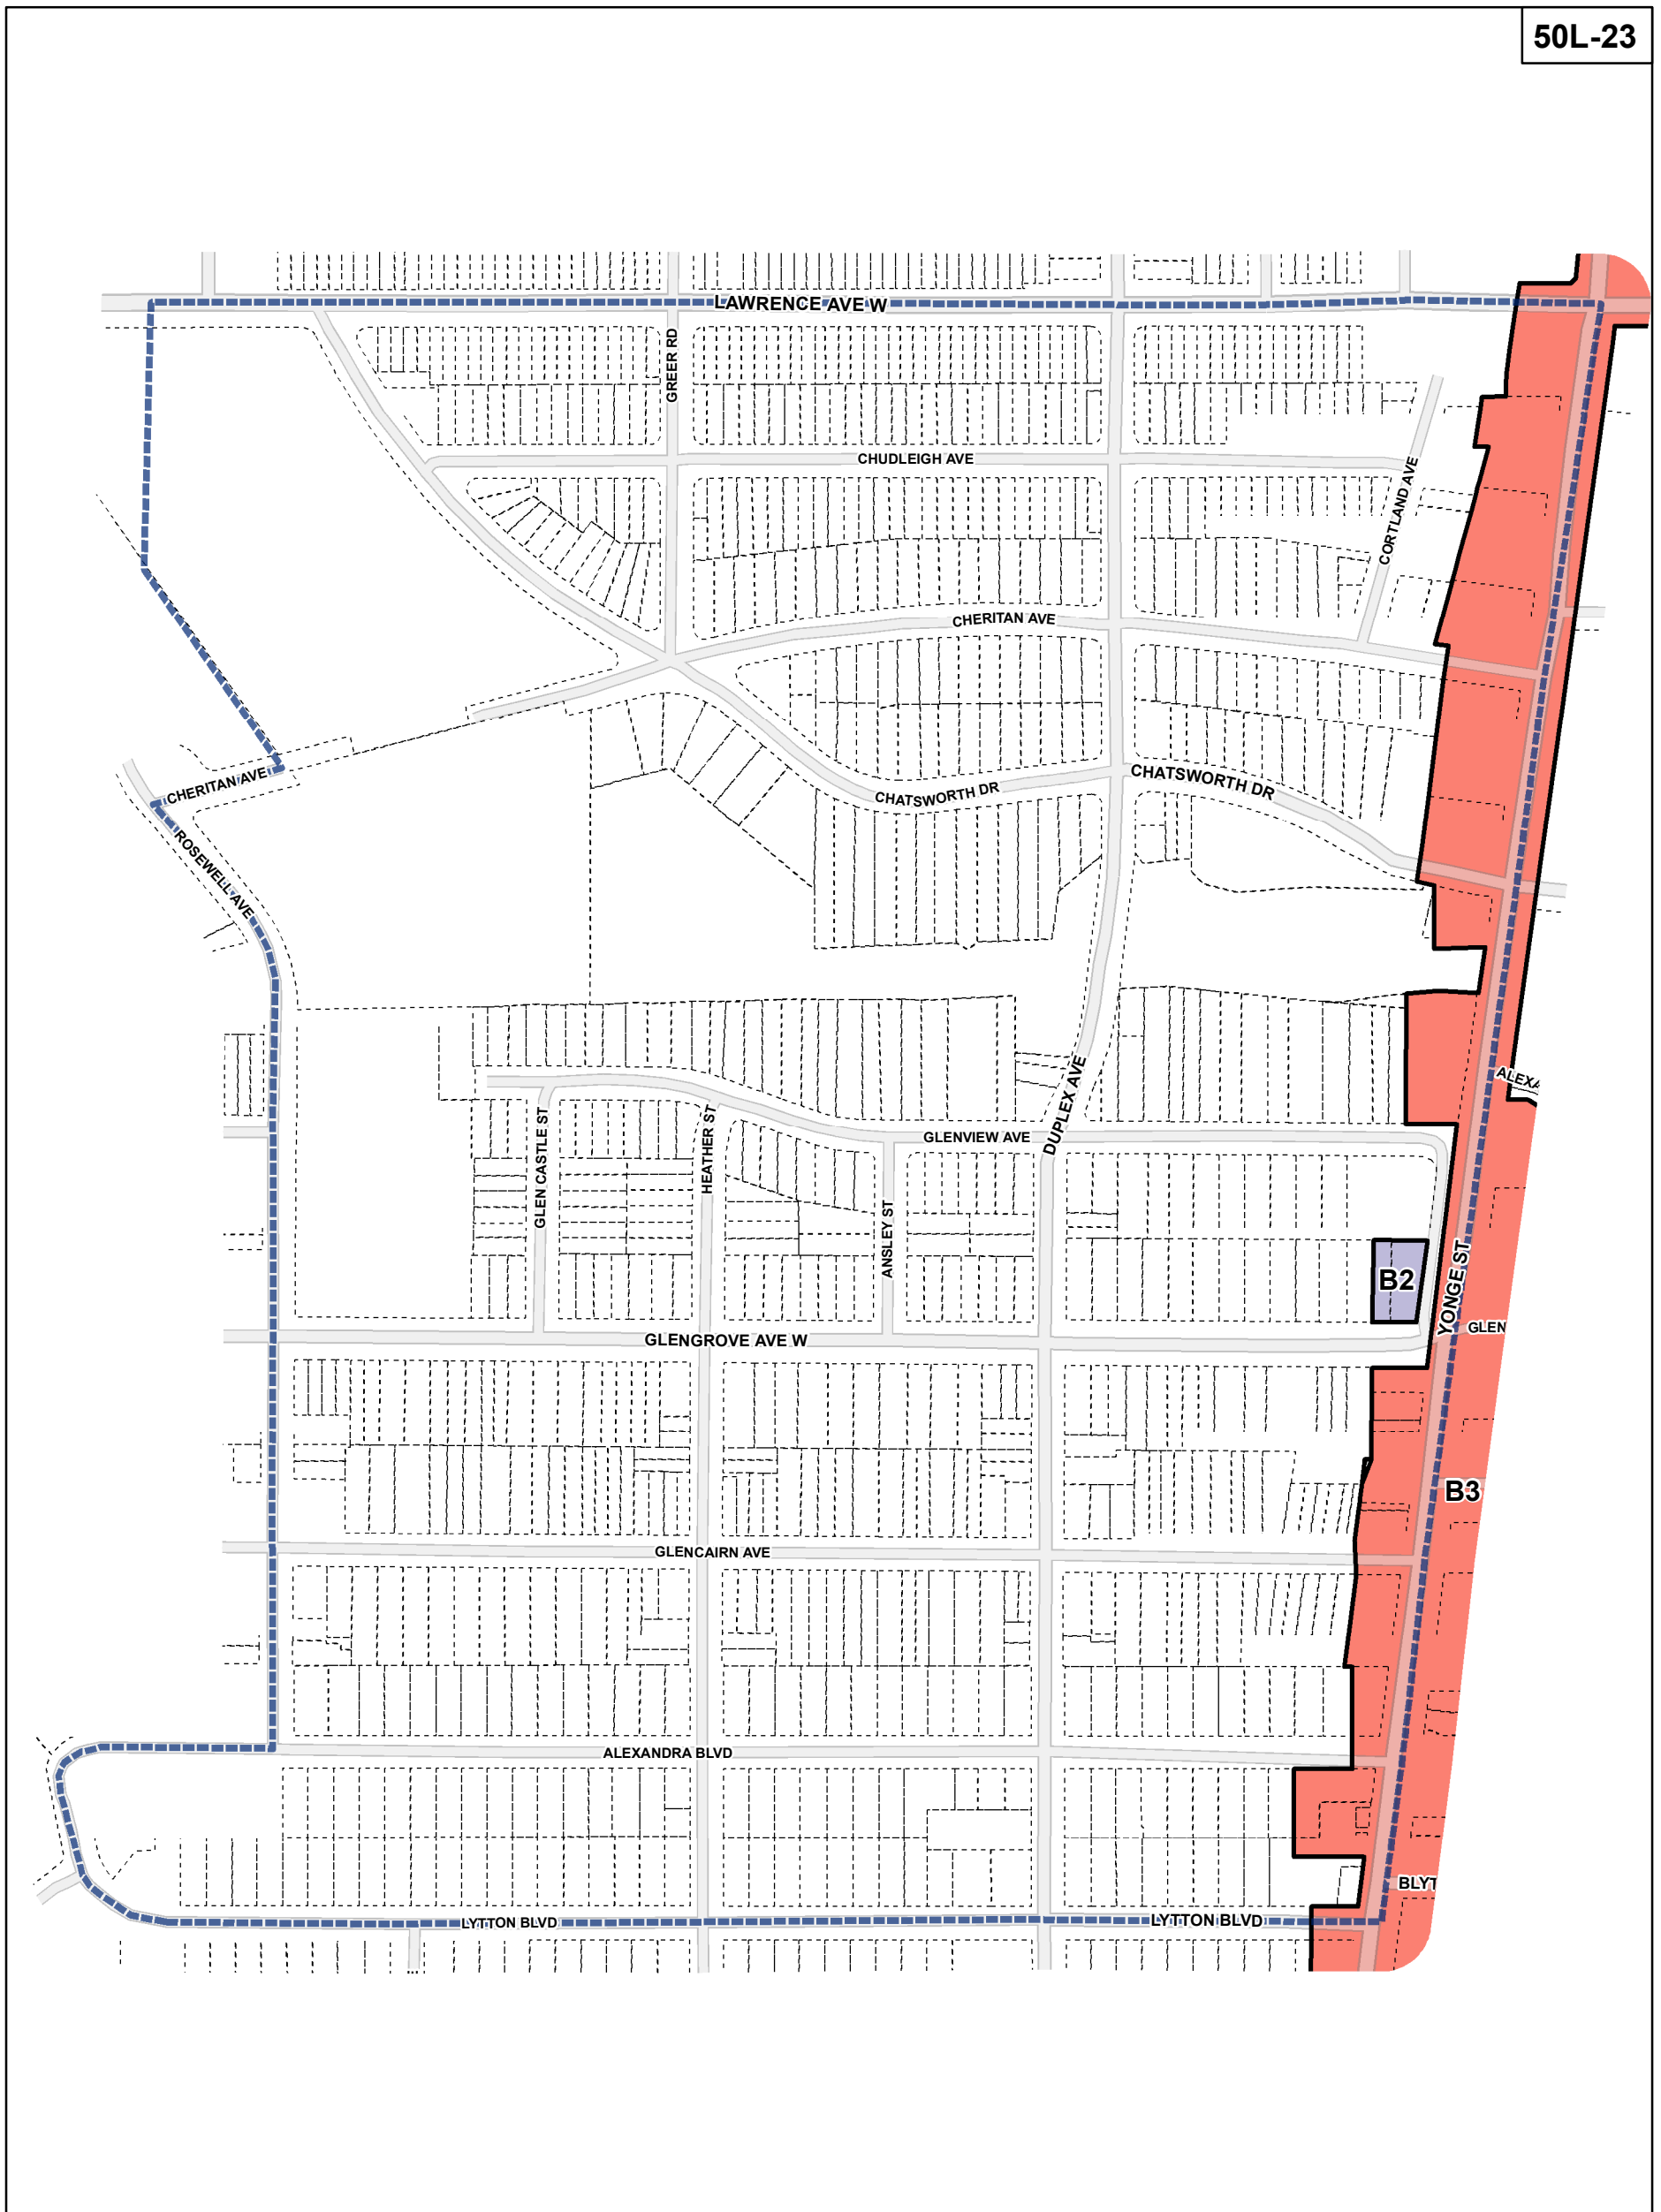 50L-23
LAWRENCE AVE W
GREER RD
CHUDLEIGH AVE
CORTLAND AVE
CHERITAN AVE
CHERITAN AVE
CHATSWORTH DR
CHATSWORTH DR
ROSEWELL AVE
DUPLEX AVE
ALEXA
GLEN CASTLE ST
HEATHER ST
GLENVIEW AVE
ANSLEY ST
B2
YONGE ST
GLEN
GLENGROVE AVE W
B3
GLENCAIRN AVE
ALEXANDRA BLVD
BLYT
LYTTON BLVD
LYTTON BLVD